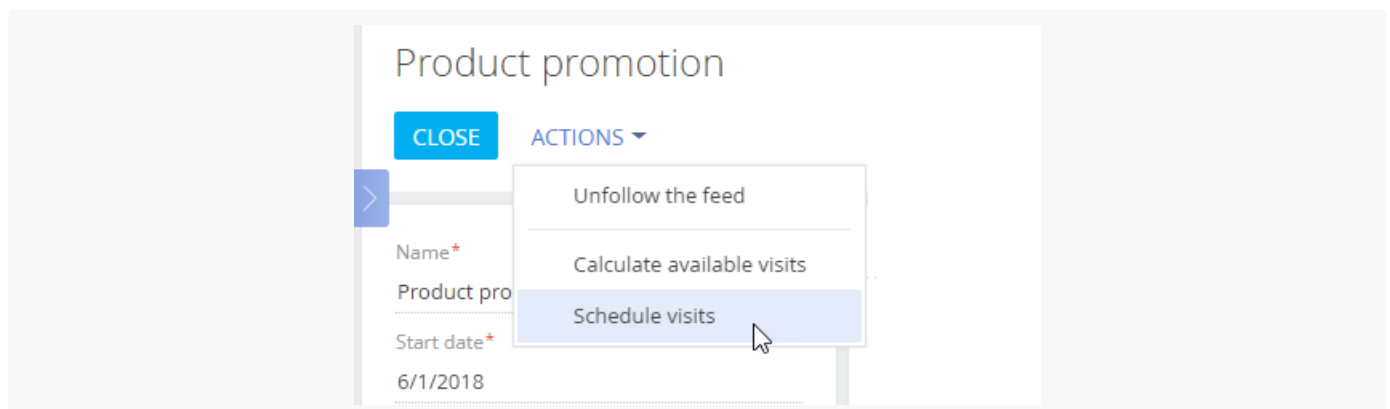 Product promotion
CLOSE ACTIONS
Unfollow the feed
Name*
Calculate available visits
Product pro
Schedule visits
Start date*
6/1/2018